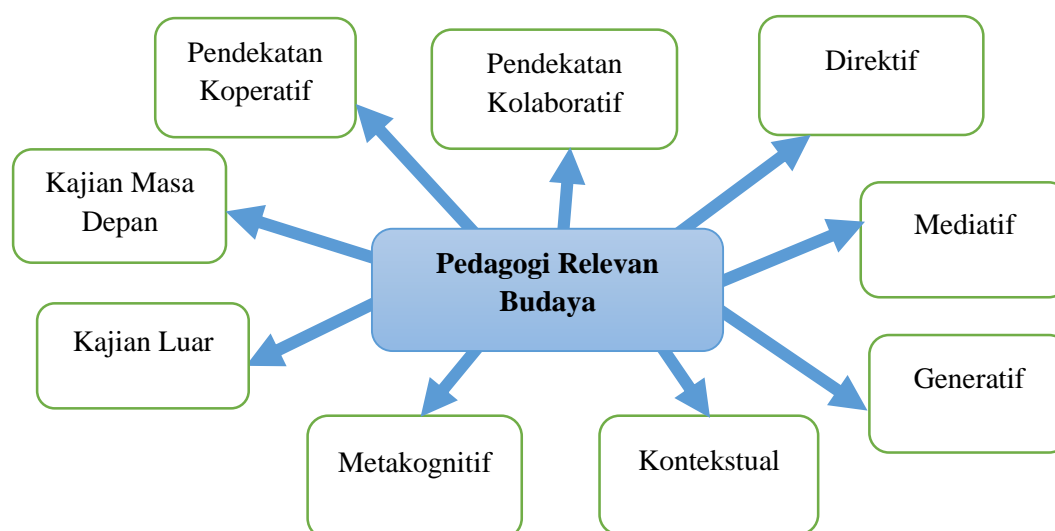 Pendekatan
Koperatif
Pendekatan
Kolaboratif
Direktif
Kajian Masa
Depan
Mediatif
Pedagogi Relevan
Budaya
Kajian Luar
Generatif
Metakognitif
Kontekstual